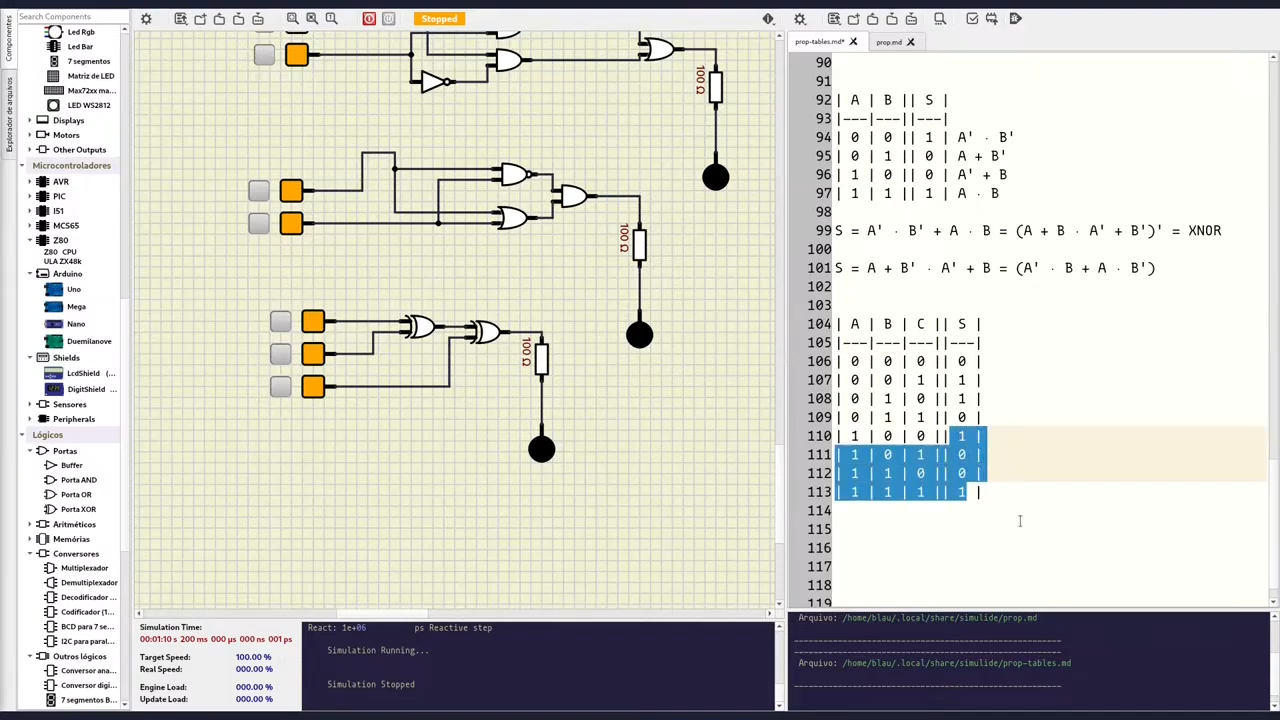 Componentes
Explorador de arquivos
Search Components
Led Rgb
Led Bar
7 segmentos
Matriz de LED
Max72xx ma...
LED WS2812
Displays
Motors
Other Outputs
Microcontroladores
AVR
PIC
I51
MCS65
Z80
Z80 CPU
ULA ZX48k
Arduino
Uno
Mega
Nano
Duemilanove
Shields
LcdShield (...
DigitShield ...
Sensores
Peripherals
Lógicos
Portas
Buffer
Porta AND
Porta OR
Porta XOR
Aritméticos
Memórias
Conversores
Multiplexador
Demultiplexador
Decodificador ...
Codificador (1...
BCD para 7 se...
I2C para paral...
Outros lógicos
Conversor ana...
Conversor digi...
7 segmentos B...
Stopped
100 Ω
100 Ω
100 Ω
Simulation Time:
00:01:10 s 200 ms 000 µs 000 ns 001 ps
Target Speed: 100.00 %
Real Speed: 000.00 %
Engine Load: 000.00 %
Update Load: 000.00 %
React: 1e+06 ps Reactive step
Simulation Running...
Simulation Stopped
prop-tables.md* prop.md
90
91
92 | A | B || S |
93 |---|---||---|
94 | 0 | 0 || 1 | A' · B'
95 | 0 | 1 || 0 | A + B'
96 | 1 | 0 || 0 | A' + B
97 | 1 | 1 || 1 | A · B
98
99 S = A' · B' + A · B = (A + B · A' + B')' = XNOR
100
101 S = A + B' · A' + B = (A' · B + A · B')
102
103
104 | A | B | C || S |
105 |---|---|---||---|
106 | 0 | 0 | 0 || 0 |
107 | 0 | 0 | 1 || 1 |
108 | 0 | 1 | 0 || 1 |
109 | 0 | 1 | 1 || 0 |
110 | 1 | 0 | 0 || 1 |
111 | 1 | 0 | 1 || 0 |
112 | 1 | 1 | 0 || 0 |
113 | 1 | 1 | 1 || 1 |
114
115
116
117
118
119
Arquivo: /home/blau/.local/share/simulide/prop.md
Arquivo: /home/blau/.local/share/simulide/prop-tables.md